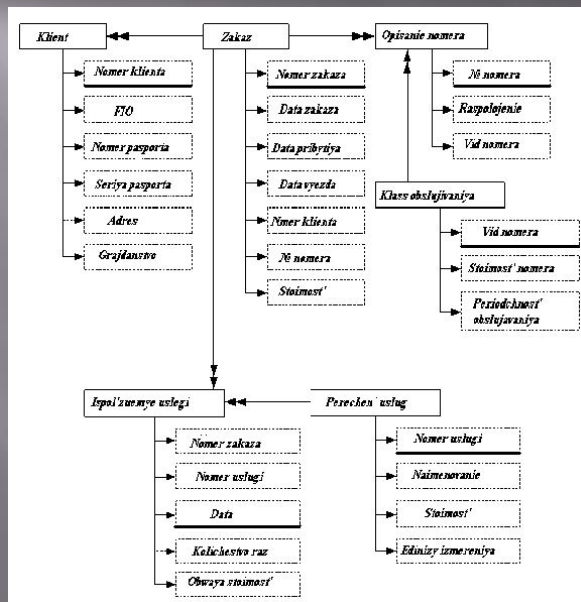 Klient
Zakaz
Opisanie nomera
Nomer klienta
FIO
Nomer pasporta
Seriya pasporta
Adres
Grajdanstvo
Nomer zakaza
Data zakaza
Data pribytiya
Data vyezda
Nmer klienta
№ nomera
Stoimost'
№ nomera
Raspolojenie
Vid nomera
Klass obslujivaniya
Vid nomera
Stoimost' nomera
Periodchnost'
obslujavaniya
Ispol'zuemye uslegi
Perechen' uslug
Nomer zakaza
Nomer uslugi
Data
Kolichestvo raz
Obwaya stoimost'
Nomer uslugi
Naimenovanie
Stoimost'
Edinizy izmereniya